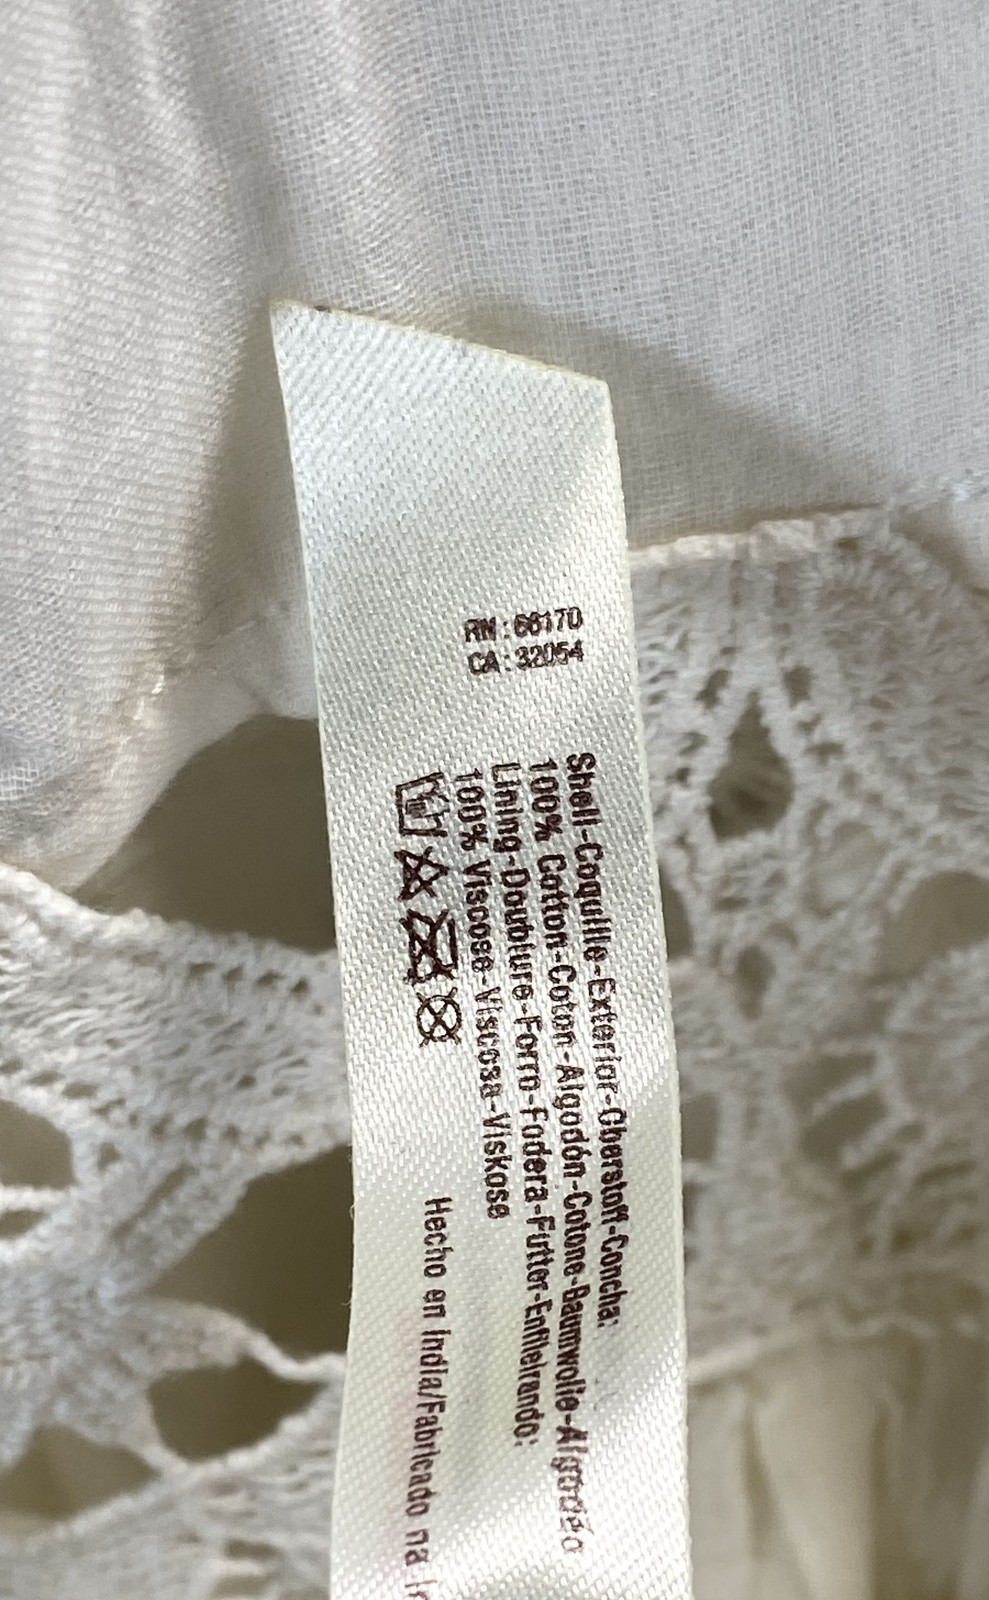 RN: 66170
CA: 32054
Shell-Coquille-Exterior-Oberstoff-Concha:
100% Cotton-Coton-Algodón-Cotone-Baumwolle-Algodão
Lining-Doublure-Forro-Fodera-Futter-Enfileirando:
100% Viscose-Viscosa-Viskose
Hecho en India/Fabricado na